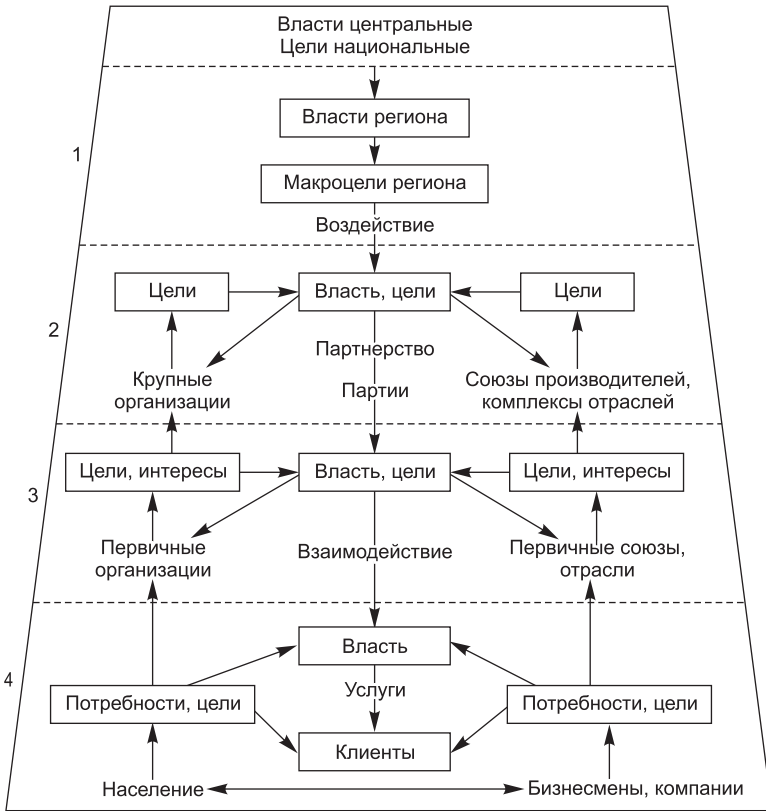 Власти центральные
Цели национальные
Власти региона
1
Макроцели региона
Воздействие
Цели
Власть, цели
Цели
2
Партнерство
Крупные
организации
Партии
Союзы производителей,
комплексы отраслей
Цели, интересы
Власть, цели
Цели, интересы
3
Первичные
организации
Взаимодействие
Первичные союзы,
отрасли
Власть
4
Потребности, цели
Услуги
Потребности, цели
Клиенты
Население
Бизнесмены, компании